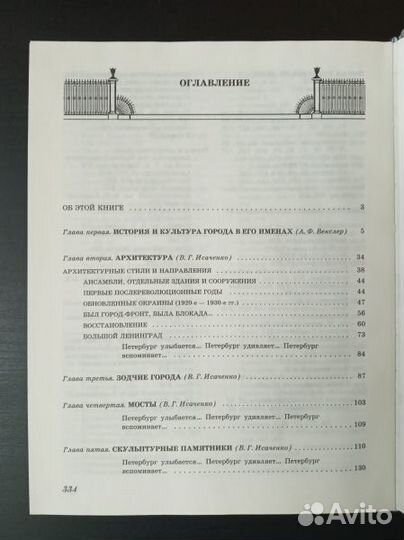 ОГЛАВЛЕНИЕ
ОБ ЭТОЙ КНИГЕ 3
Глава первая. ИСТОРИЯ И КУЛЬТУРА ГОРОДА В ЕГО ИМЕНАХ (А. Ф. Векслер) 5
Глава вторая. АРХИТЕКТУРА (В. Г. Исаченко) 34
АРХИТЕКТУРНЫЕ СТИЛИ И НАПРАВЛЕНИЯ 38
АНСАМБЛИ, ОТДЕЛЬНЫЕ ЗДАНИЯ И СООРУЖЕНИЯ 44
ПЕРВЫЕ ПОСЛЕРЕВОЛЮЦИОННЫЕ ГОДЫ 44
ОБНОВЛЕННЫЕ ОКРАИНЫ (1920-е — 1930-е гг.) 47
БЫЛ ГОРОД-ФРОНТ, БЫЛА БЛОКАДА... 56
ВОССТАНОВЛЕНИЕ 60
БОЛЬШОЙ ЛЕНИНГРАД 73
Петербург улыбается... Петербург удивляет... Петербург
вспоминает... 84
Глава третья. ЗОДЧИЕ ГОРОДА (В. Г. Исаченко) 87
Глава четвертая. МОСТЫ (В. Г. Исаченко) 103
Петербург улыбается... Петербург удивляет... Петербург
вспоминает... 109
Глава пятая. СКУЛЬПТУРНЫЕ ПАМЯТНИКИ (В. Г. Исаченко) 110
Петербург улыбается... Петербург удивляет... Петербург
вспоминает... 130
334
Avito